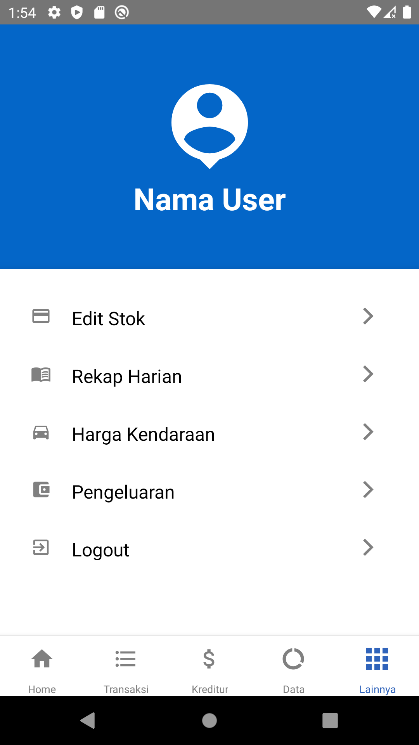 1:54
Nama User
Edit Stok
Rekap Harian
Harga Kendaraan
Pengeluaran
Logout
Home Transaksi Kreditur Data Lainnya